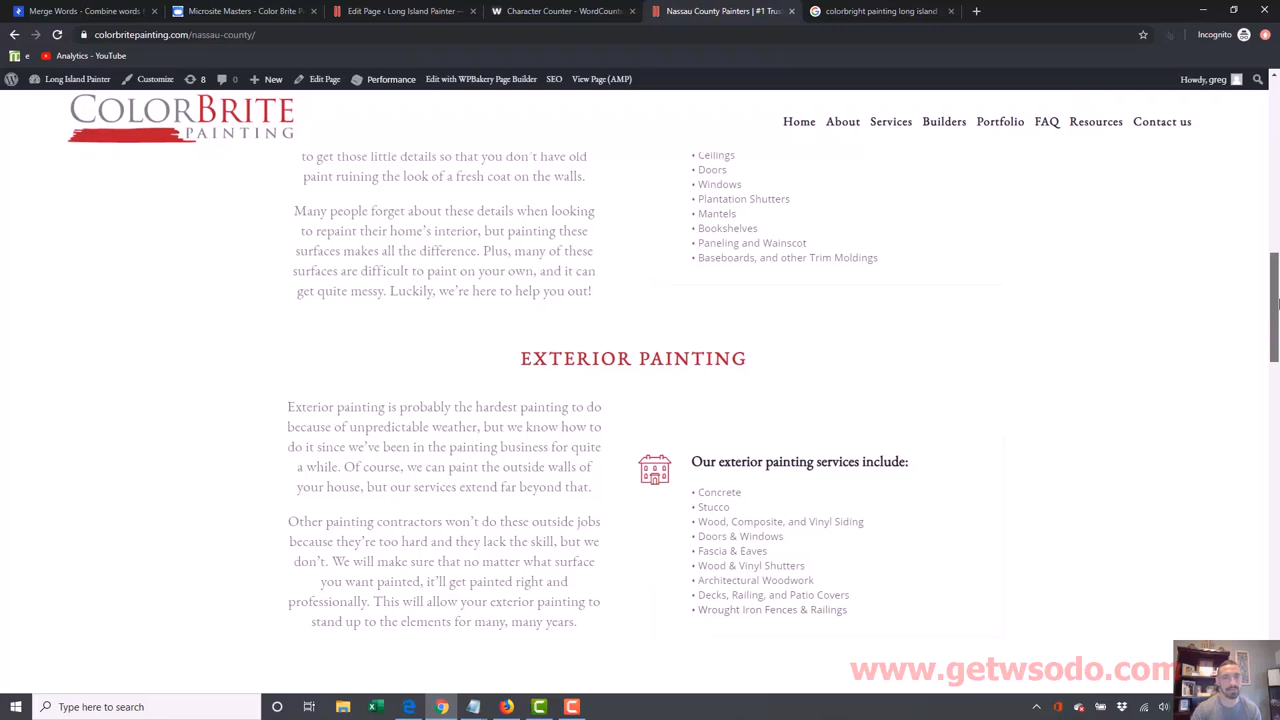 Merge Words - Combine words t
Microsite Masters - Color Brite P
Edit Page ‹ Long Island Painter —
Character Counter - WordCounte
Nassau County Painters | #1 Trus
colorbright painting long island
colorbritepainting.com/nassau-county/
Incognito
e
Analytics - YouTube
Long Island Painter
Customize
8
0
New
Edit Page
Performance
Edit with WPBakery Page Builder
SEO
View Page (AMP)
Howdy, greg
COLORBRITE
PAINTING
Home
About
Services
Builders
Portfolio
FAQ
Resources
Contact us
to get those little details so that you don't have old
paint ruining the look of a fresh coat on the walls.
Many people forget about these details when looking
to repaint their home's interior, but painting these
surfaces makes all the difference. Plus, many of these
surfaces are difficult to paint on your own, and it can
get quite messy. Luckily, we're here to help you out!
• Ceilings
• Doors
• Windows
• Plantation Shutters
• Mantels
• Bookshelves
• Paneling and Wainscot
• Baseboards, and other Trim Moldings
EXTERIOR PAINTING
Exterior painting is probably the hardest painting to do
because of unpredictable weather, but we know how to
do it since we've been in the painting business for quite
a while. Of course, we can paint the outside walls of
your house, but our services extend far beyond that.
Other painting contractors won't do these outside jobs
because they're too hard and they lack the skill, but we
don't. We will make sure that no matter what surface
you want painted, it'll get painted right and
professionally. This will allow your exterior painting to
stand up to the elements for many, many years.
Our exterior painting services include:
• Concrete
• Stucco
• Wood, Composite, and Vinyl Siding
• Doors & Windows
• Fascia & Eaves
• Wood & Vinyl Shutters
• Architectural Woodwork
• Decks, Railing, and Patio Covers
• Wrought Iron Fences & Railings
www.getwsodo.com
Type here to search